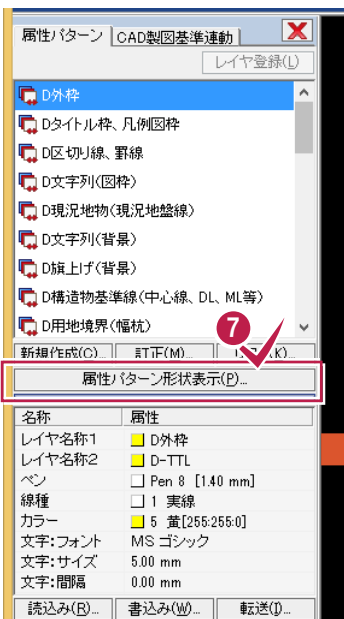 属性パターン CAD製図基準連動
レイヤ登録(L)
D外枠
Dタイトル枠、凡例図枠
D区切り線、罫線
D文字列(図枠)
D現況地物(現況地盤線)
D文字列(背景)
D旗上げ(背景)
D構造物基準線(中心線、DL、ML等)
D用地境界(幅杭)
7
新規作成(C)... 訂正(M)...
属性パターン形状表示(P)...
名称 属性
レイヤ名称1 D外枠
レイヤ名称2 D-TTL
ペン Pen 8 [1.40 mm]
線種 1 実線
カラー 5 黄[255:255:0]
文字:フォント MS ゴシック
文字:サイズ 5.00 mm
文字:間隔 0.00 mm
読込み(R)... 書込み(W)... 転送(I)...